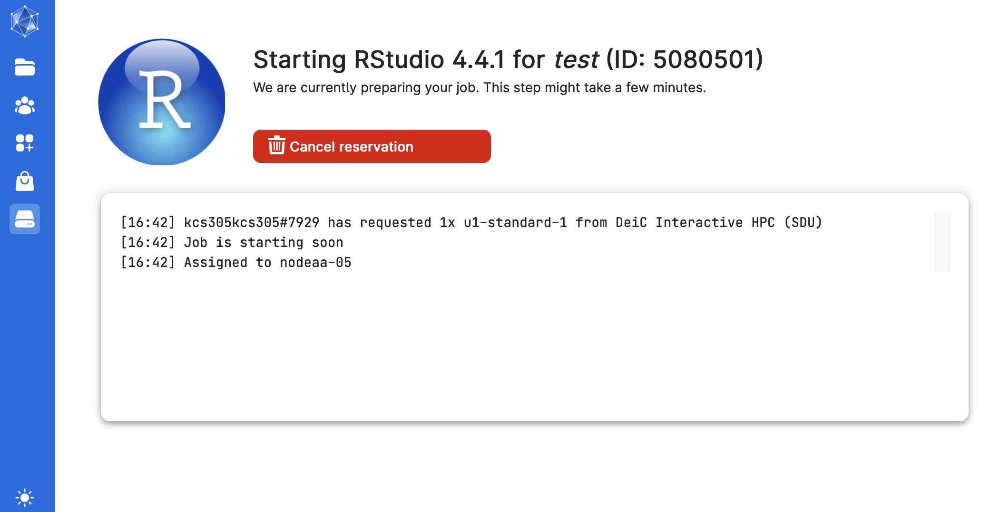 R
Starting RStudio 4.4.1 for test (ID: 5080501)
We are currently preparing your job. This step might take a few minutes.
Cancel reservation
[16:42] kcs305kcs305#7929 has requested 1x u1-standard-1 from DeiC Interactive HPC (SDU)
[16:42] Job is starting soon
[16:42] Assigned to nodeaa-05